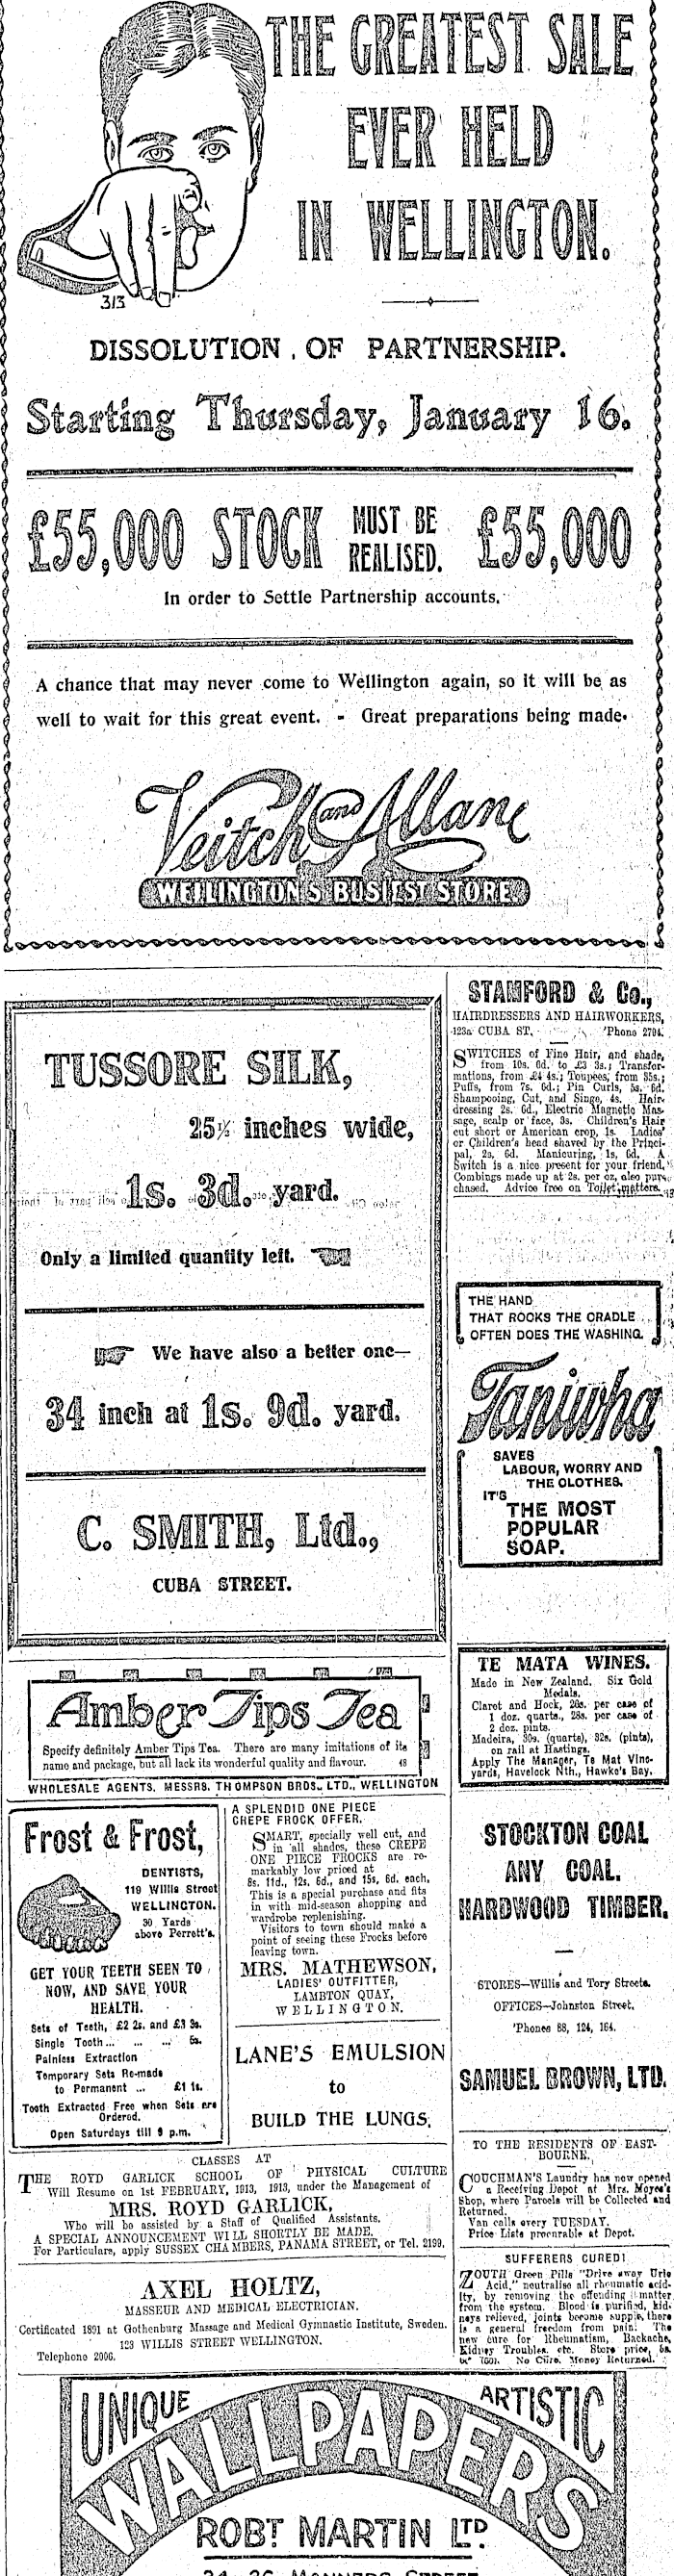 THE GREATEST SALE
EVER HELD
IN WELLINGTON.
313
DISSOLUTION OF PARTNERSHIP.
Starting Thursday, January 16.
£55,000 STOCK MUST BE REALISED. £55,000
In order to Settle Partnership accounts.
A chance that may never come to Wellington again, so it will be as
well to wait for this great event. - Great preparations being made.
Veitch and Allan
WELLINGTON'S BUSIEST STORE
TUSSORE SILK,
25½ inches wide,
1s. 3d. yard.
Only a limited quantity left.
We have also a better one—
34 inch at 1s. 9d. yard.
C. SMITH, Ltd.,
CUBA STREET.
STAMFORD & Co.,
HAIRDRESSERS AND HAIRWORKERS,
123a CUBA ST. 'Phone 2794.
SWITCHES of Fine Hair, and shade,
from 10s. 6d. to £3 3s.; Transfor-
mations, from £4 4s.; Toupees, from 35s.;
Puffs, from 7s. 6d.; Pin Curls, 5s. 6d.
Shampooing, Cut, and Singe, 4s. Hair-
dressing 2s. 6d., Electric Magnetic Mas-
sage, scalp or face, 3s. Children's Hair
cut short or American crop, 1s. Ladies'
or Children's head shaved by the Princi-
pal, 2s. 6d. Manicuring, 1s. 6d. A
Switch is a nice present for your friend.
Combings made up at 2s. per oz, also pur-
chased. Advice free on Toilet matters.
THE HAND
THAT ROCKS THE CRADLE
OFTEN DOES THE WASHING.
Taniwha
SAVES
LABOUR, WORRY AND
THE CLOTHES.
IT'S
THE MOST
POPULAR
SOAP.
Amber Tips Tea
Specify definitely Amber Tips Tea. There are many imitations of its
name and package, but all lack its wonderful quality and flavour. 48
WHOLESALE AGENTS. MESSRS. THOMPSON BROS., LTD., WELLINGTON
TE MATA WINES.
Made in New Zealand. Six Gold
Medals.
Clarot and Hock, 26s. per case of
1 doz. quarts., 28s. per case of
2 doz. pints.
Madeira, 30s. (quarts), 32s. (pints),
on rail at Hastings.
Apply The Manager, Te Mat Vine-
yards, Havelock Nth., Hawke's Bay.
Frost & Frost,
DENTISTS,
119 Willis Street
WELLINGTON.
30 Yards
above Perrett's.
GET YOUR TEETH SEEN TO
NOW, AND SAVE YOUR
HEALTH.
Sets of Teeth, £2 2s. and £3 3s.
Single Tooth ... ... ... 5s.
Painless Extraction
Temporary Sets Re-made
to Permanent ... £1 1s.
Teeth Extracted Free when Sets are
Ordered.
Open Saturdays till 9 p.m.
A SPLENDID ONE PIECE
CREPE FROCK OFFER.
SMART, specially well cut, and
in all shades, these CREPE
ONE PIECE FROCKS are re-
markably low priced at
8s. 11d., 12s. 6d., and 15s. 6d. each.
This is a special purchase and fits
in with mid-season shopping and
wardrobe replenishing.
Visitors to town should make a
point of seeing these Frocks before
leaving town.
MRS. MATHEWSON,
LADIES' OUTFITTER,
LAMBTON QUAY,
WELLINGTON.
LANE'S EMULSION
to
BUILD THE LUNGS.
STOCKTON COAL
ANY COAL.
HARDWOOD TIMBER.
STORES—Willis and Tory Streets.
OFFICES—Johnston Street.
'Phones 68, 124, 164.
SAMUEL BROWN, LTD.
CLASSES AT
THE ROYD GARLICK SCHOOL OF PHYSICAL CULTURE
Will Resume on 1st FEBRUARY, 1913, 1913, under the Management of
MRS. ROYD GARLICK,
Who will be assisted by a Staff of Qualified Assistants.
A SPECIAL ANNOUNCEMENT WILL SHORTLY BE MADE.
For Particulars, apply SUSSEX CHAMBERS, PANAMA STREET, or Tel. 2199.
AXEL HOLTZ,
MASSEUR AND MEDICAL ELECTRICIAN.
Certificated 1891 at Gothenburg Massage and Medical Gymnastic Institute, Sweden.
123 WILLIS STREET WELLINGTON.
Telephone 2006.
TO THE RESIDENTS OF EAST-
BOURNE.
COUCHMAN'S Laundry has now opened
a Receiving Depot at Mrs. Moyes's
Shop, where Parcels will be Collected and
Returned.
Van calls every TUESDAY.
Price Lists procurable at Depot.
SUFFERERS CURED!
ZOUTH Green Pills "Drive away Uric
Acid," neutralise all rheumatic acid-
ity, by removing the offending matter
from the system. Blood is purified, kid-
neys relieved, joints become supple, there
is a general freedom from pain! The
new cure for Rheumatism, Backache,
Kidney Troubles, etc. Store price, 5s.
No Cure, Money Returned.
UNIQUE ARTISTIC
WALLPAPERS
ROBT MARTIN LTD.
34-36 MANNERS STREET